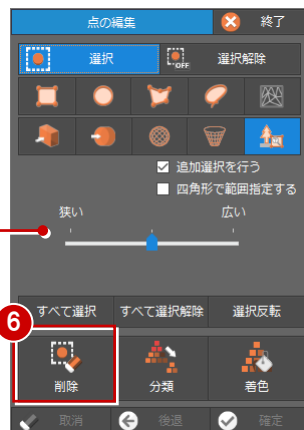 点の編集 終了
選択 OFF 選択解除
追加選択を行う
四角形で範囲指定する
狭い 広い
すべて選択 すべて選択解除 選択反転
6
削除 分類 着色
取消 後退 確定